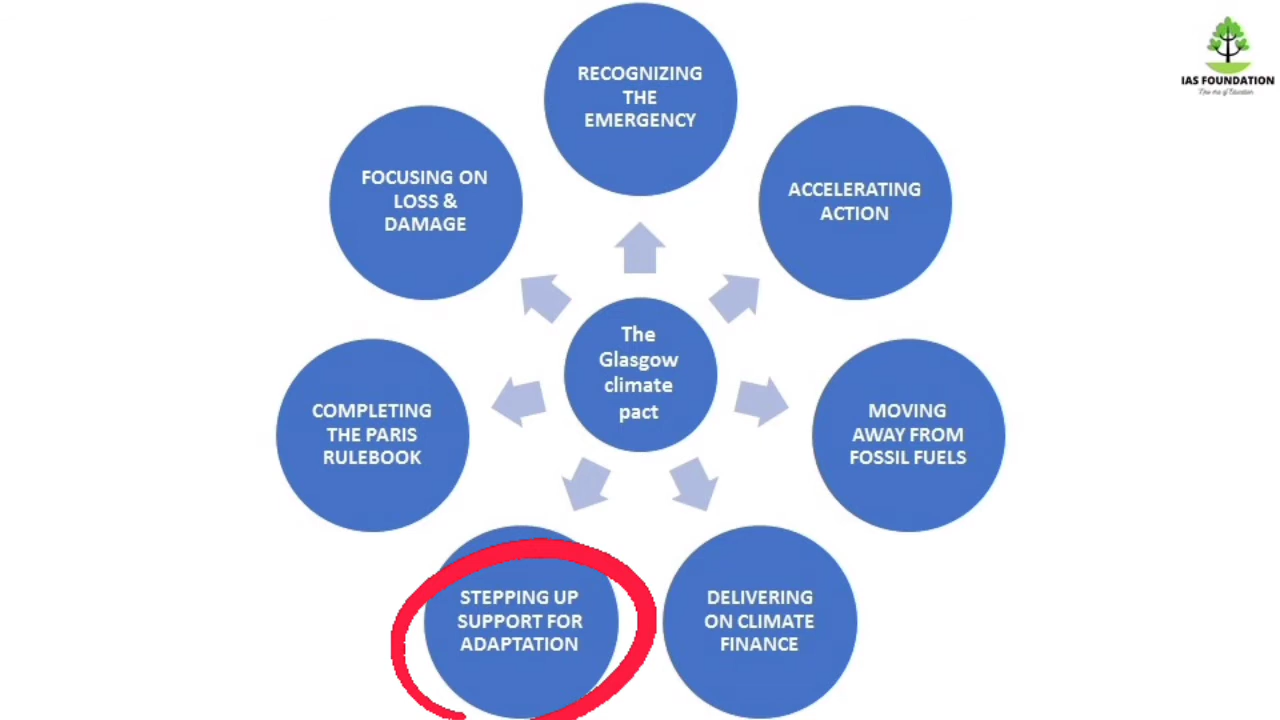 RECOGNIZING
THE
EMERGENCY
ACCELERATING
ACTION
MOVING
AWAY FROM
FOSSIL FUELS
DELIVERING
ON CLIMATE
FINANCE
STEPPING UP
SUPPORT FOR
ADAPTATION
COMPLETING
THE PARIS
RULEBOOK
FOCUSING ON
LOSS &
DAMAGE
The
Glasgow
climate
pact
IAS FOUNDATION